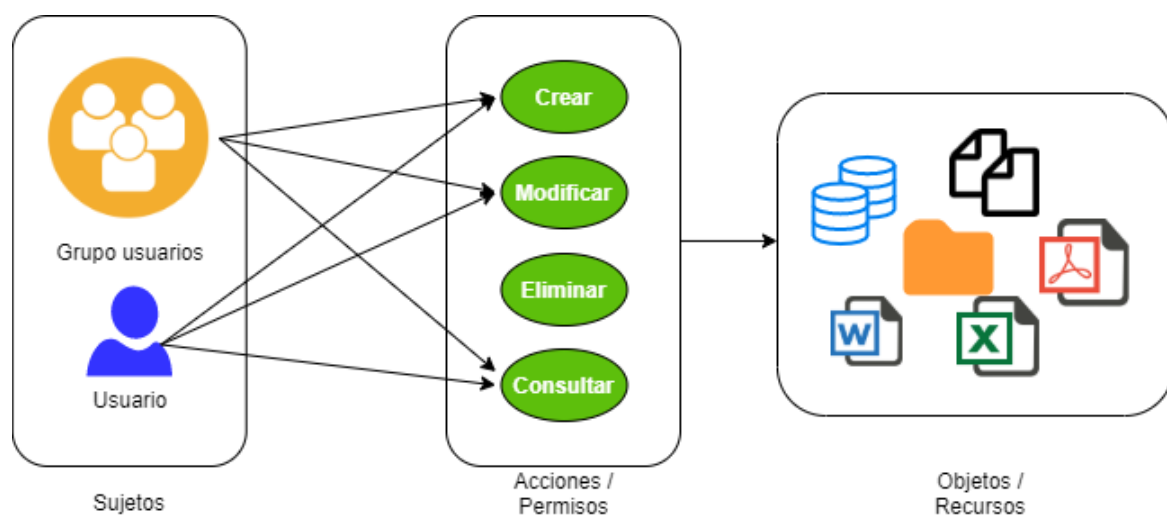 Grupo usuarios
Usuario
Sujetos
Crear
Modificar
Eliminar
Consultar
Acciones /
Permisos
W
X
Objetos /
Recursos